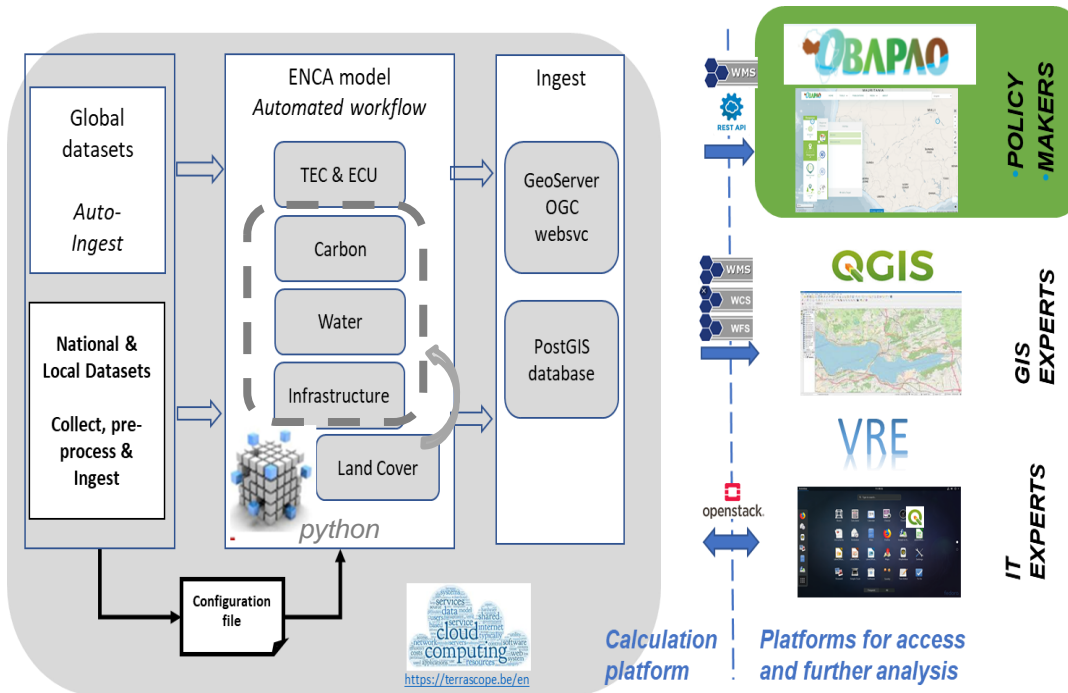 Global
datasets
Auto-
Ingest
National &
Local Datasets
Collect, pre-
process &
Ingest
Configuration
file
ENCA model
Automated workflow
TEC & ECU
Carbon
Water
Infrastructure
Land Cover
python
Ingest
GeoServer
OGC
websvc
PostGIS
database
cloud
computing
https://terrascope.be/en
Calculation
platform
WMS
REST API
OBAPAO
• POLICY
• MAKERS
WMS
WCS
WFS
QGIS
GIS
EXPERTS
VRE
openstack.
IT
EXPERTS
Platforms for access
and further analysis